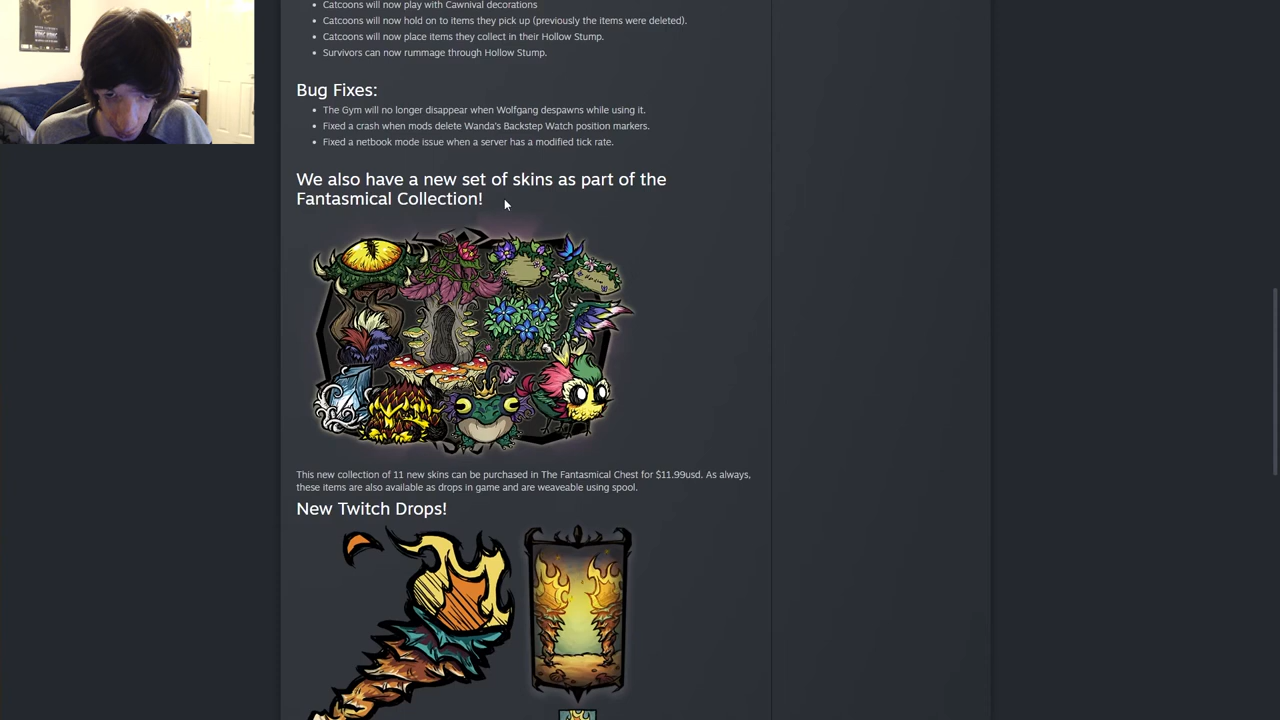 Catcoons will now play with Cawnival decorations
Catcoons will now hold on to items they pick up (previously the items were deleted).
Catcoons will now place items they collect in their Hollow Stump.
Survivors can now rummage through Hollow Stump.
Bug Fixes:
The Gym will no longer disappear when Wolfgang despawns while using it.
Fixed a crash when mods delete Wanda's Backstep Watch position markers.
Fixed a netbook mode issue when a server has a modified tick rate.
We also have a new set of skins as part of the
Fantasmical Collection!
This new collection of 11 new skins can be purchased in The Fantasmical Chest for $11.99usd. As always,
these items are also available as drops in game and are weaveable using spool.
New Twitch Drops!